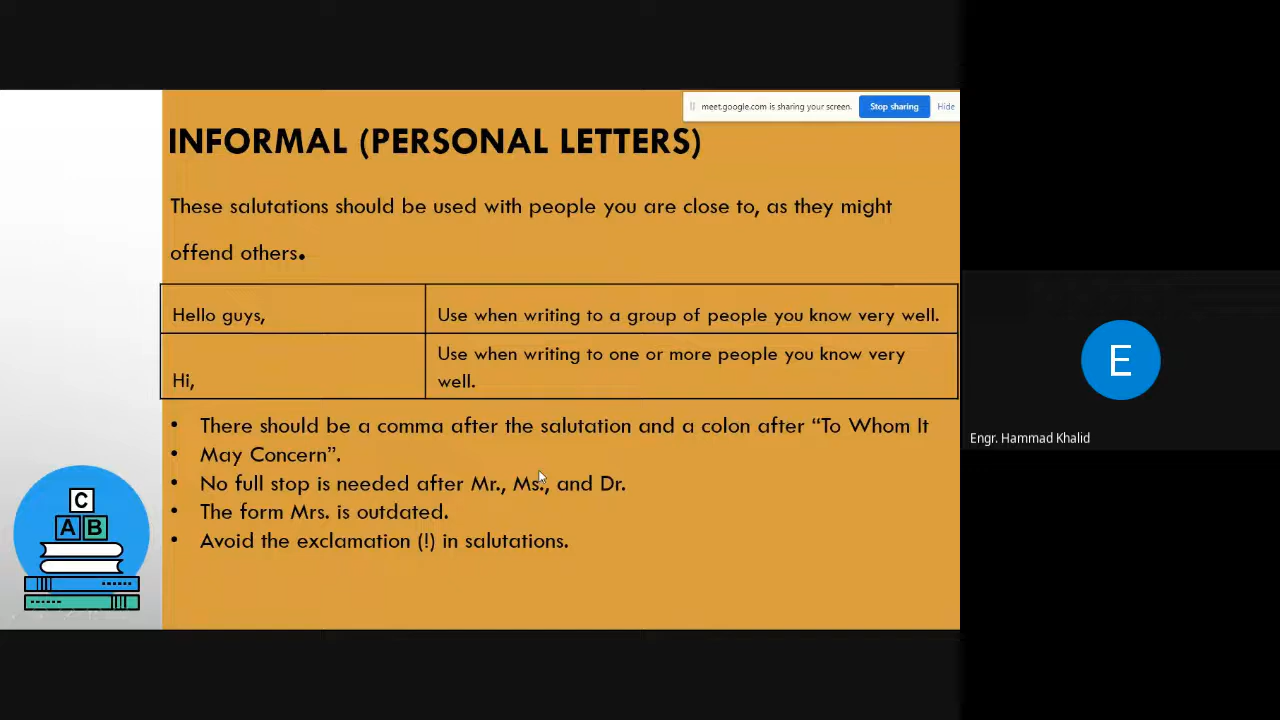 meet.google.com is sharing your screen. Stop sharing Hide
INFORMAL (PERSONAL LETTERS)
These salutations should be used with people you are close to, as they might
offend others.
Hello guys, Use when writing to a group of people you know very well.
Use when writing to one or more people you know very
Hi, well.
• There should be a comma after the salutation and a colon after “To Whom It
• May Concern”.
• No full stop is needed after Mr., Ms., and Dr.
• The form Mrs. is outdated.
• Avoid the exclamation (!) in salutations.
C
A B
E
Engr. Hammad Khalid